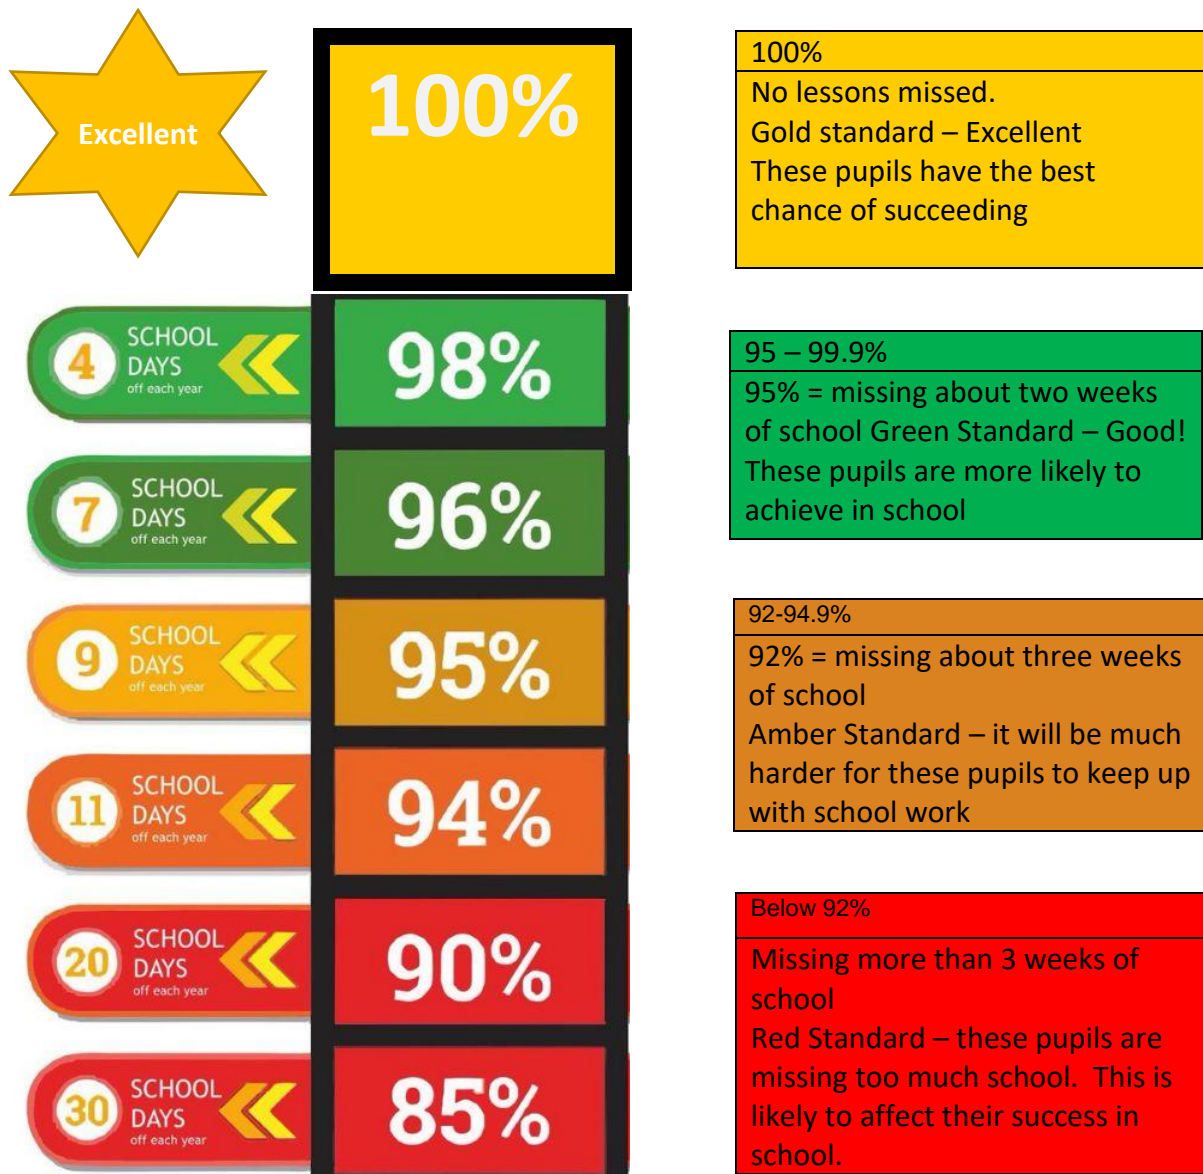 Excellent
100%
100%
No lessons missed.
Gold standard – Excellent
These pupils have the best
chance of succeeding
4
SCHOOL
DAYS
off each year
98%
95 – 99.9%
95% = missing about two weeks
of school Green Standard – Good!
These pupils are more likely to
achieve in school
7
SCHOOL
DAYS
off each year
96%
9
SCHOOL
DAYS
off each year
95%
92-94.9%
92% = missing about three weeks
of school
Amber Standard – it will be much
harder for these pupils to keep up
with school work
11
SCHOOL
DAYS
off each year
94%
20
SCHOOL
DAYS
off each year
90%
Below 92%
Missing more than 3 weeks of
school
Red Standard – these pupils are
missing too much school.  This is
likely to affect their success in
school.
30
SCHOOL
DAYS
off each year
85%